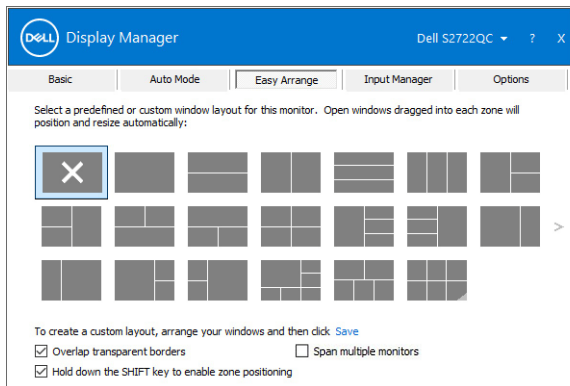 DELL Display Manager Dell S2722QC ? X
Basic Auto Mode Easy Arrange Input Manager Options
Select a predefined or custom window layout for this monitor. Open windows dragged into each zone will
position and resize automatically:
>
To create a custom layout, arrange your windows and then click Save
Overlap transparent borders Span multiple monitors
Hold down the SHIFT key to enable zone positioning